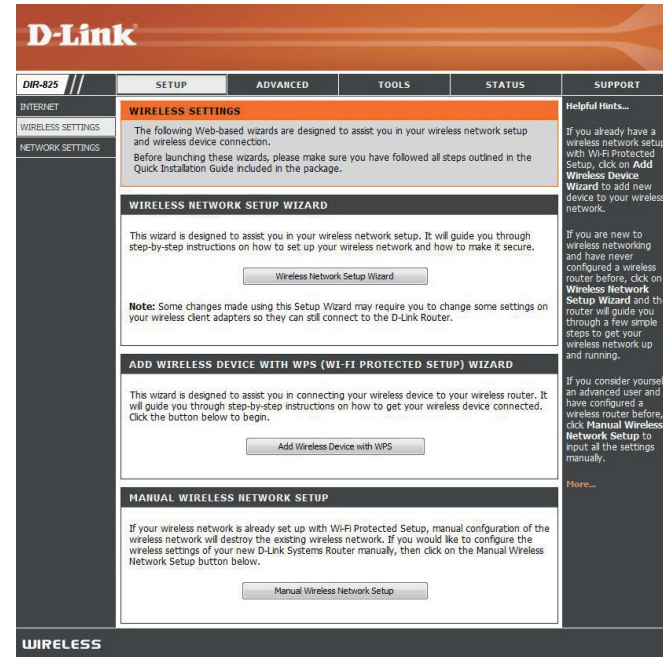 D-Link
DIR-825
SETUP
ADVANCED
TOOLS
STATUS
SUPPORT
INTERNET
WIRELESS SETTINGS
NETWORK SETTINGS
WIRELESS SETTINGS
The following Web-based wizards are designed to assist you in your wireless network setup
and wireless device connection.
Before launching these wizards, please make sure you have followed all steps outlined in the
Quick Installation Guide included in the package.
WIRELESS NETWORK SETUP WIZARD
This wizard is designed to assist you in your wireless network setup. It will guide you through
step-by-step instructions on how to set up your wireless network and how to make it secure.
Wireless Network Setup Wizard
Note: Some changes made using this Setup Wizard may require you to change some settings on
your wireless client adapters so they can still connect to the D-Link Router.
ADD WIRELESS DEVICE WITH WPS (WI-FI PROTECTED SETUP) WIZARD
This wizard is designed to assist you in connecting your wireless device to your wireless router. It
will guide you through step-by-step instructions on how to get your wireless device connected.
Click the button below to begin.
Add Wireless Device with WPS
MANUAL WIRELESS NETWORK SETUP
If your wireless network is already set up with Wi-Fi Protected Setup, manual confguration of the
wireless network will destroy the existing wireless network. If you would like to configure the
wireless settings of your new D-Link Systems Router manually, then click on the Manual Wireless
Network Setup button below.
Manual Wireless Network Setup
Helpful Hints...
If you already have a
wireless network setup
with Wi-Fi Protected
Setup, click on Add
Wireless Device
Wizard to add new
device to your wireless
network.
If you are new to
wireless networking
and have never
configured a wireless
router before, click on
Wireless Network
Setup Wizard and th
router will guide you
through a few simple
steps to get your
wireless network up
and running.
If you consider yoursel
an advanced user and
have configured a
wireless router before,
click Manual Wireless
Network Setup to
input all the settings
manually.
More...
WIRELESS